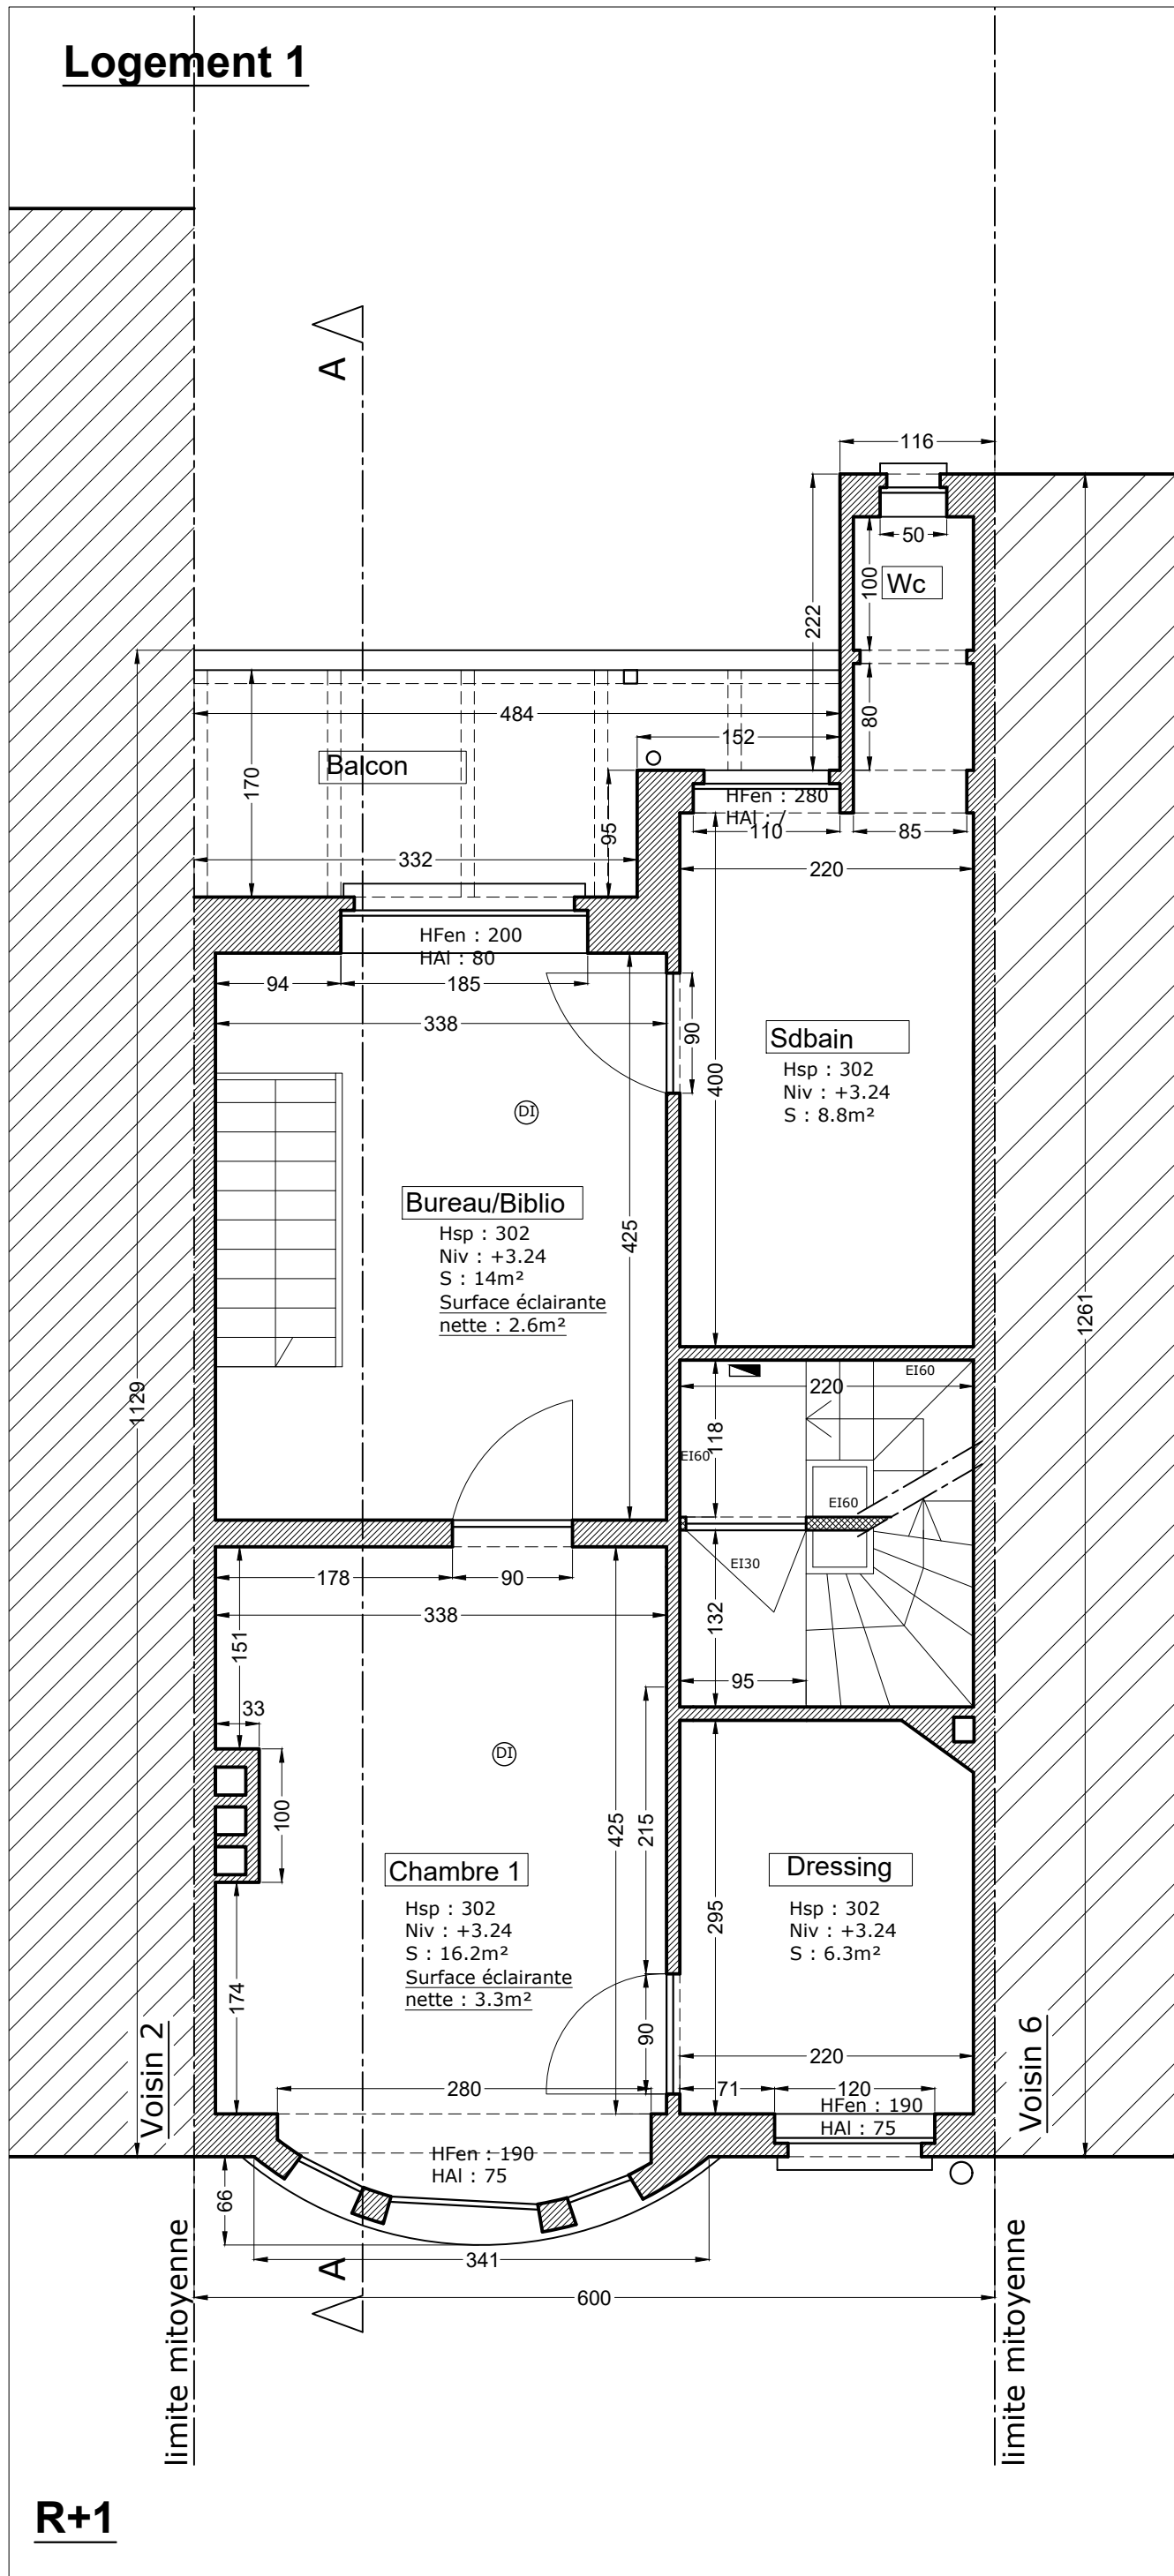 Logement 1
A
116
50
100
Wc
222
80
484
152
Balcon
170
HFen : 280
HAl : /
95
110
85
332
220
HFen : 200
HAl : 80
94
185
338
90
Sdbain
Hsp : 302
Niv : +3.24
S : 8.8m²
400
DI
Bureau/Biblio
Hsp : 302
Niv : +3.24
S : 14m²
Surface éclairante
nette : 2.6m²
425
1261
1129
EI60
220
118
EI60
EI60
EI30
178
90
338
132
151
95
33
DI
100
425
215
Chambre 1
Hsp : 302
Niv : +3.24
S : 16.2m²
Surface éclairante
nette : 3.3m²
Dressing
Hsp : 302
Niv : +3.24
S : 6.3m²
295
174
90
Voisin 2
Voisin 6
220
280
71
120
HFen : 190
HAl : 75
HFen : 190
HAl : 75
66
341
A
600
limite mitoyenne
limite mitoyenne
R+1